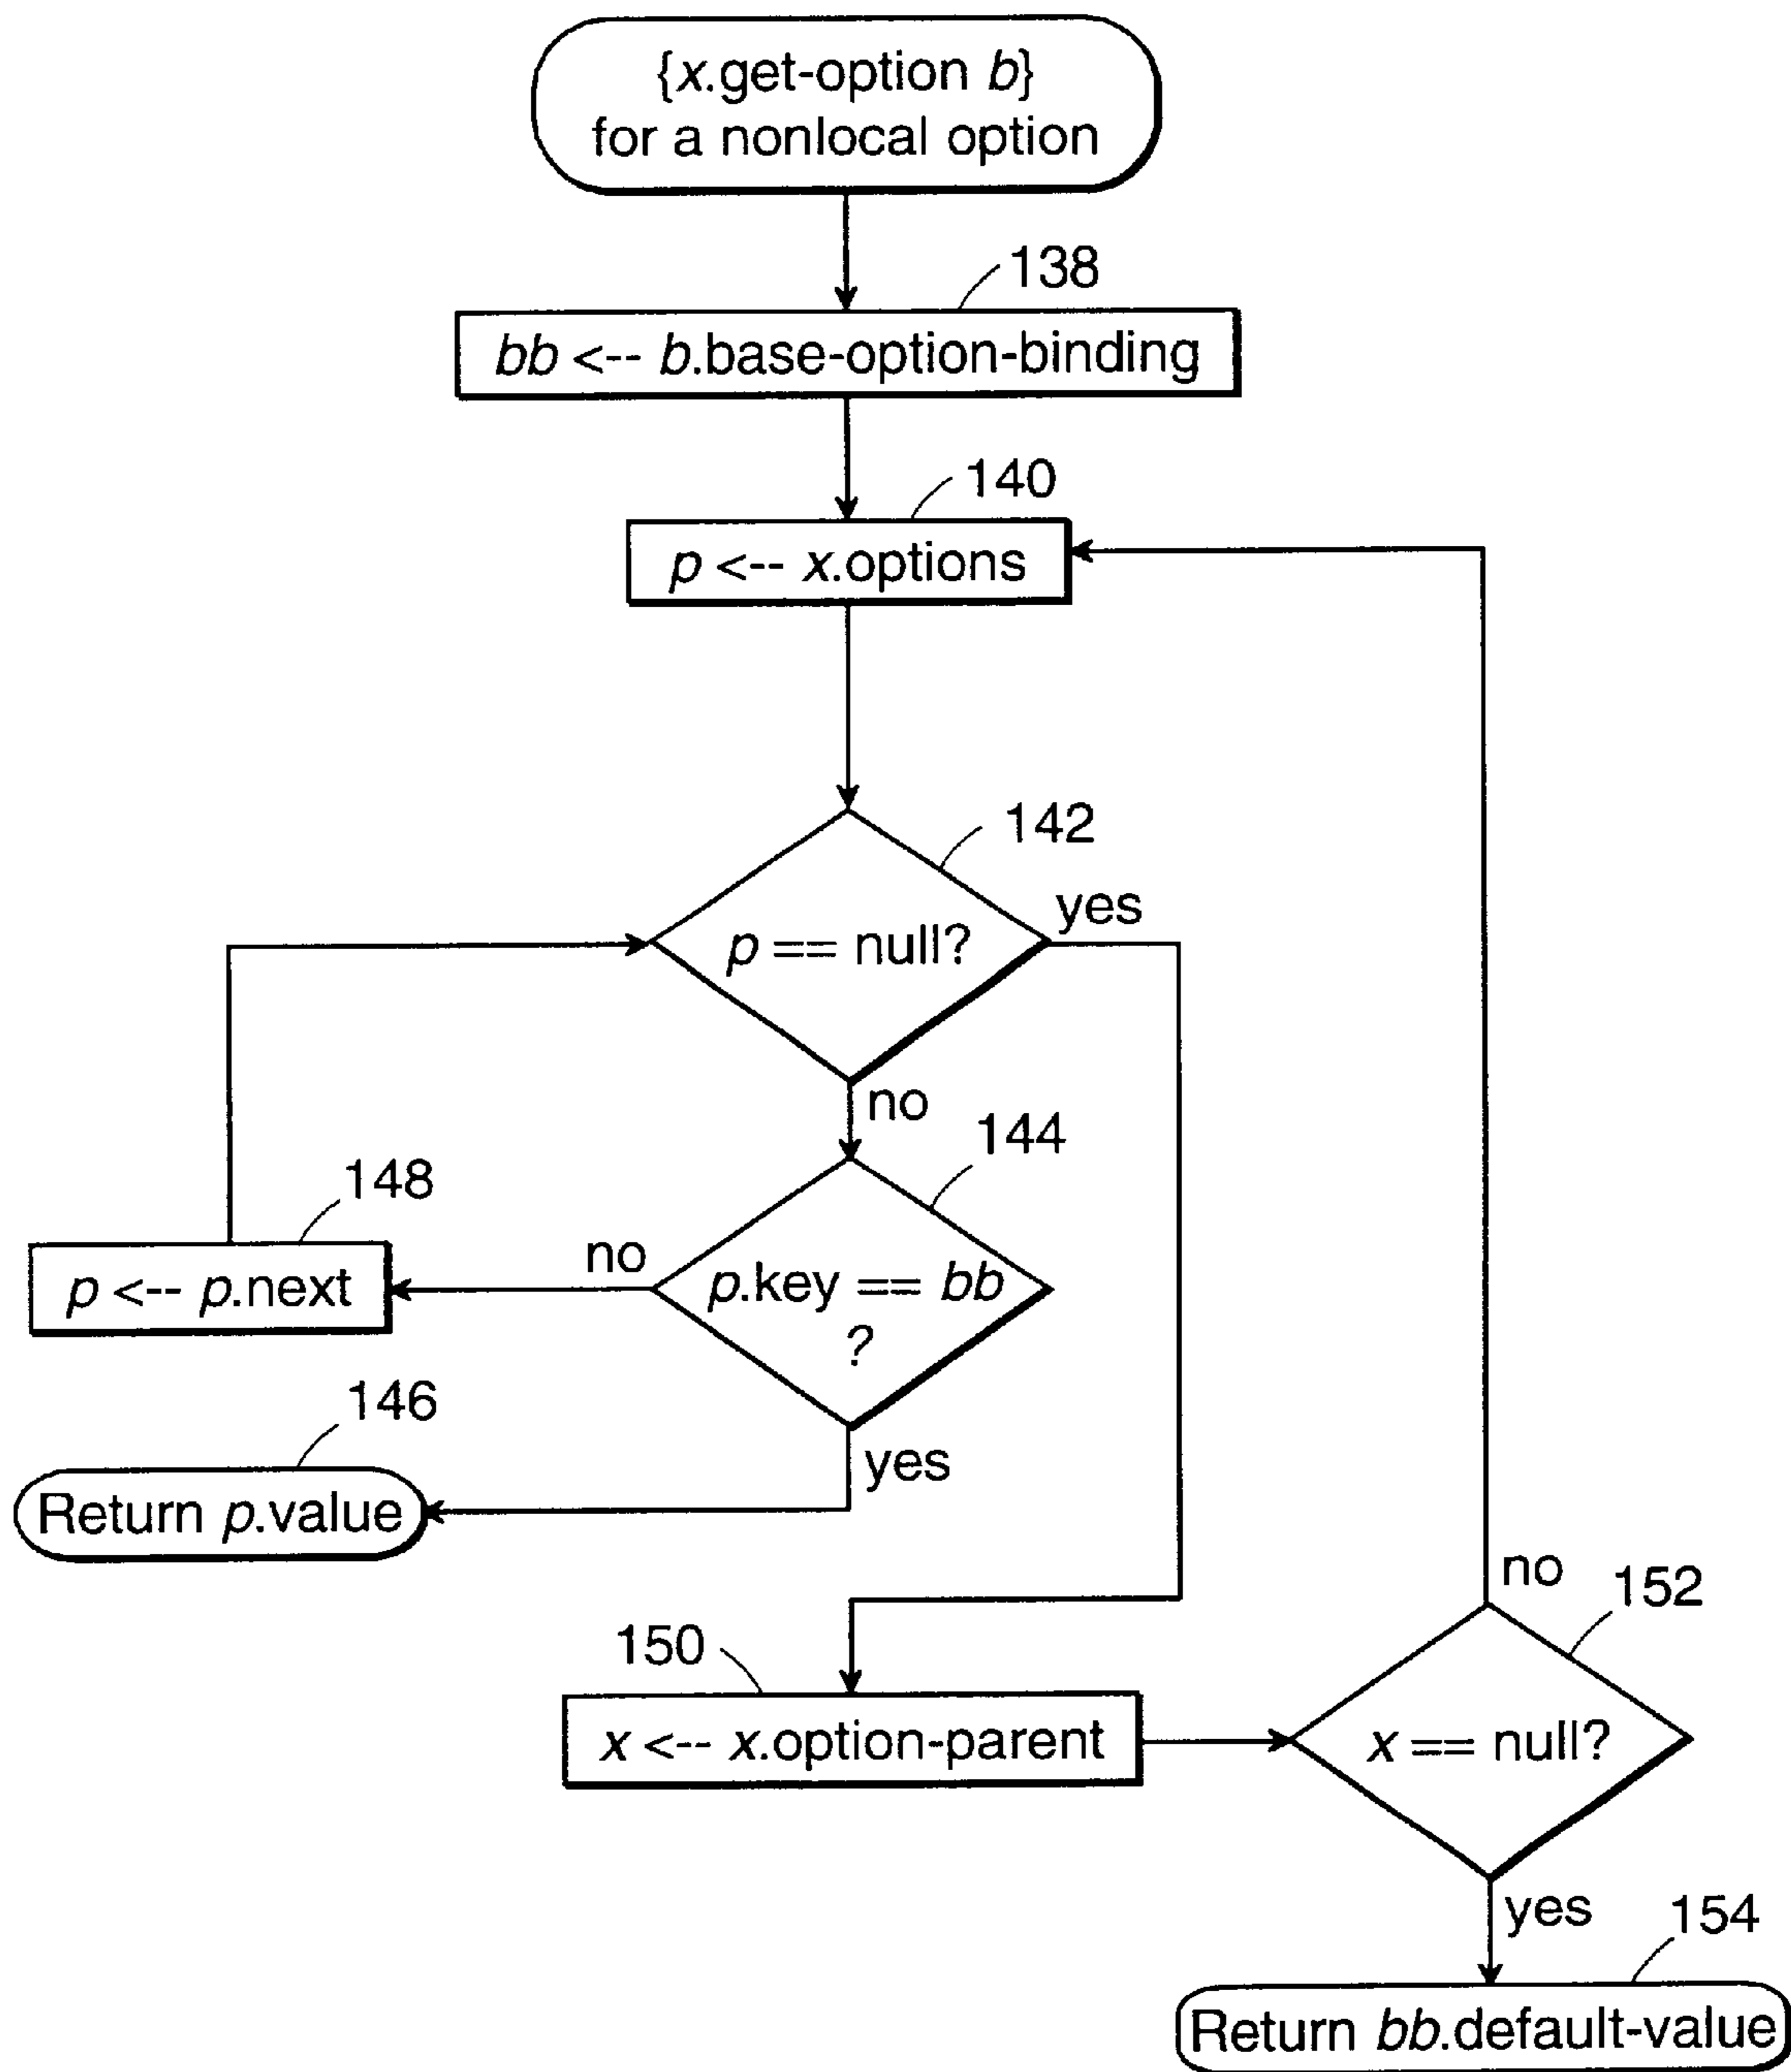 {x.get-option b}
for a nonlocal option
138
bb <-- b.base-option-binding
140
p <-- x.options
142
yes
p == null?
no
144
148
no
p <-- p.next
p.key == bb
?
146
yes
Return p.value
no
152
150
x <-- x.option-parent
x == null?
yes
154
Return bb.default-value